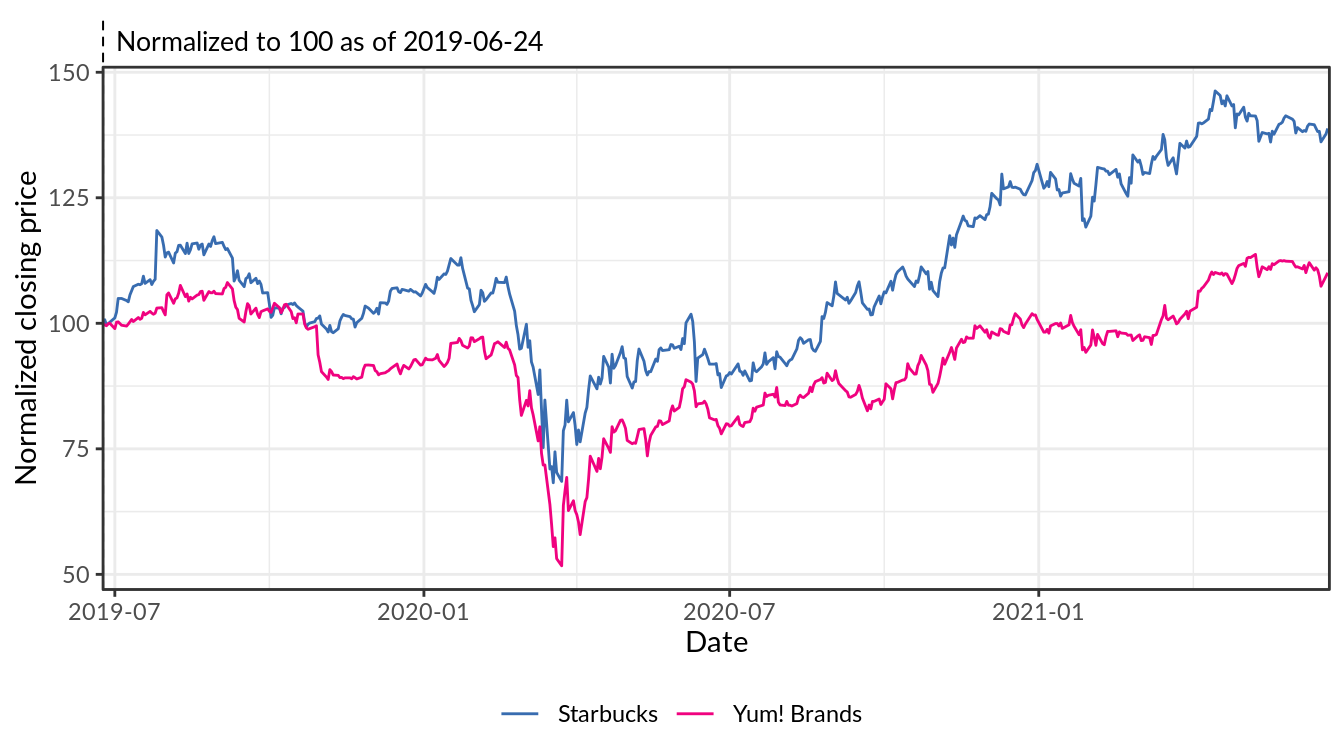 Normalized to 100 as of 2019-06-24
150
125
100
75
50
Normalized closing price
2019-07 2020-01 2020-07 2021-01
Date
Starbucks Yum! Brands